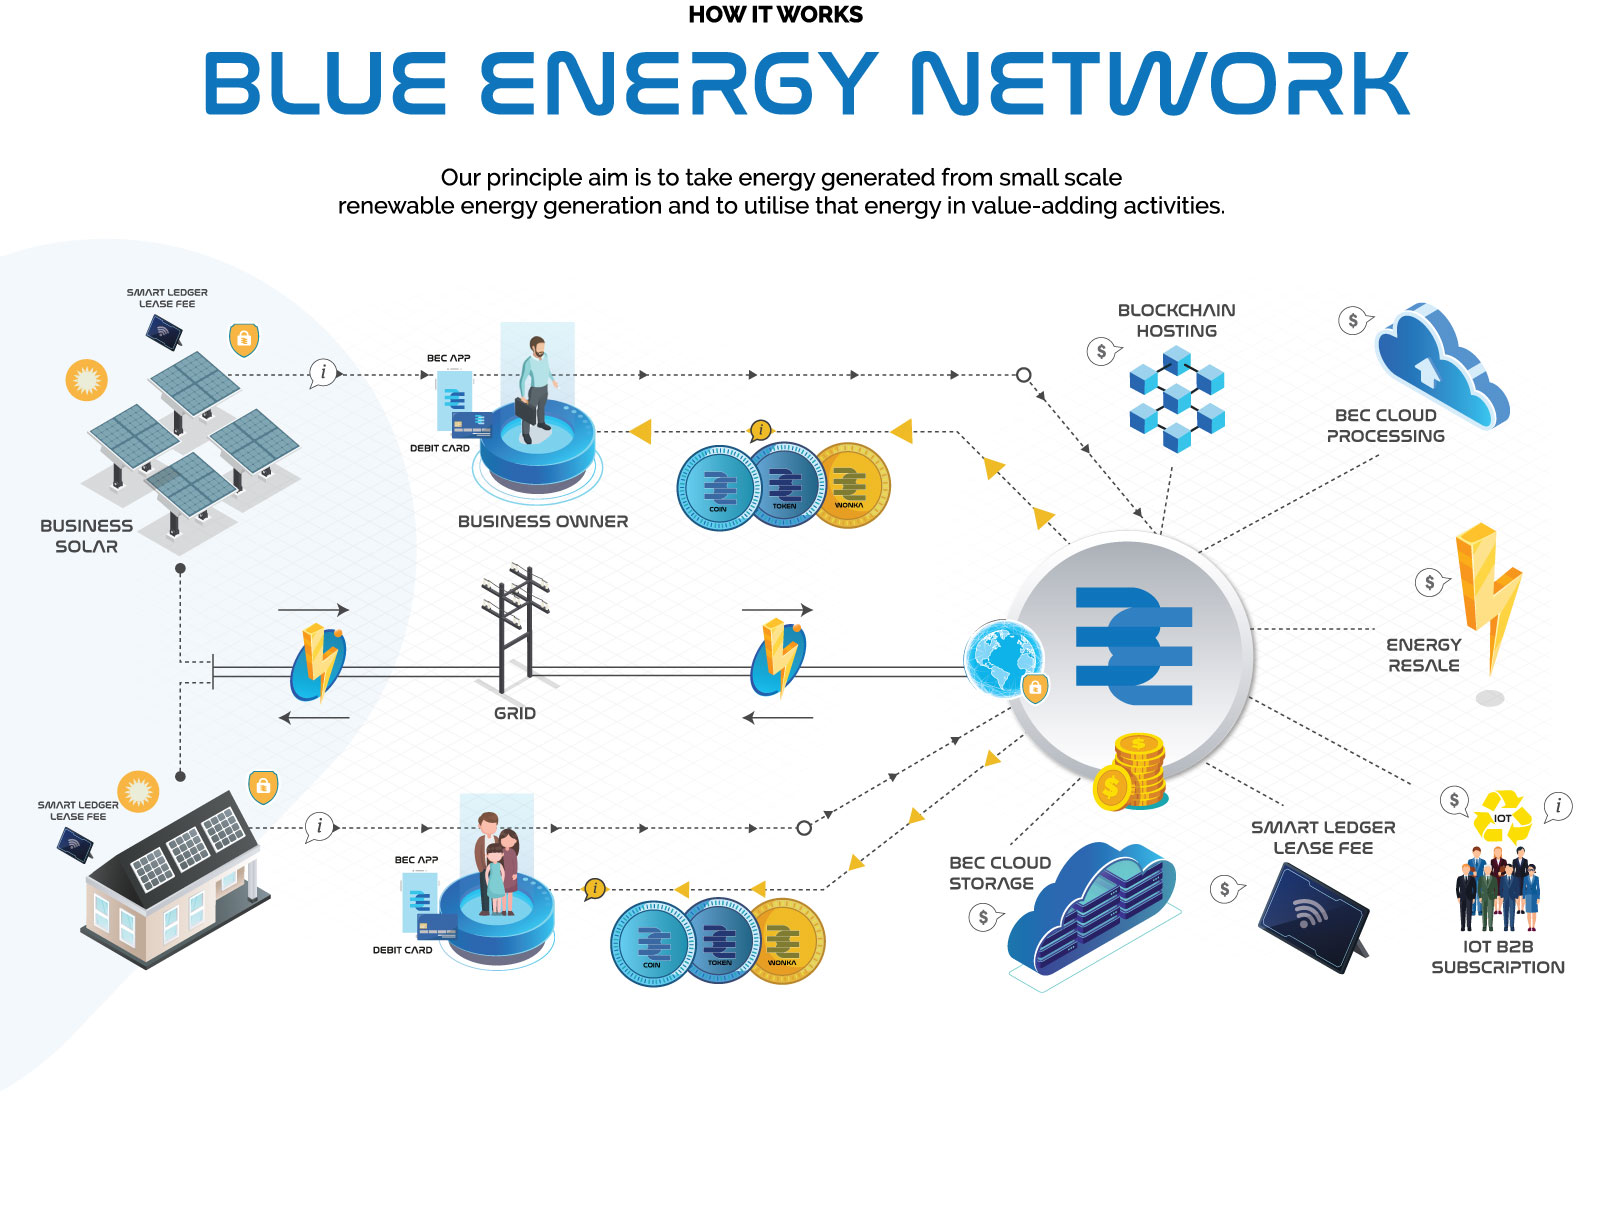 HOW IT WORKS
BLUE ENERGY NETWORK
Our principle aim is to take energy generated from small scale
renewable energy generation and to utilise that energy in value-adding activities.
SMART LEDGER
LEASE FEE
BUSINESS
SOLAR
i
BEC APP
DEBIT CARD
BUSINESS OWNER
i
COIN
TOKEN
WONKA
BLOCKCHAIN
HOSTING
$
$
BEC CLOUD
PROCESSING
$
ENERGY
RESALE
GRID
$
$
SMART LEDGER
LEASE FEE
i
BEC APP
DEBIT CARD
i
COIN
TOKEN
WONKA
BEC CLOUD
STORAGE
$
SMART LEDGER
LEASE FEE
$
$
IOT
i
IOT B2B
SUBSCRIPTION